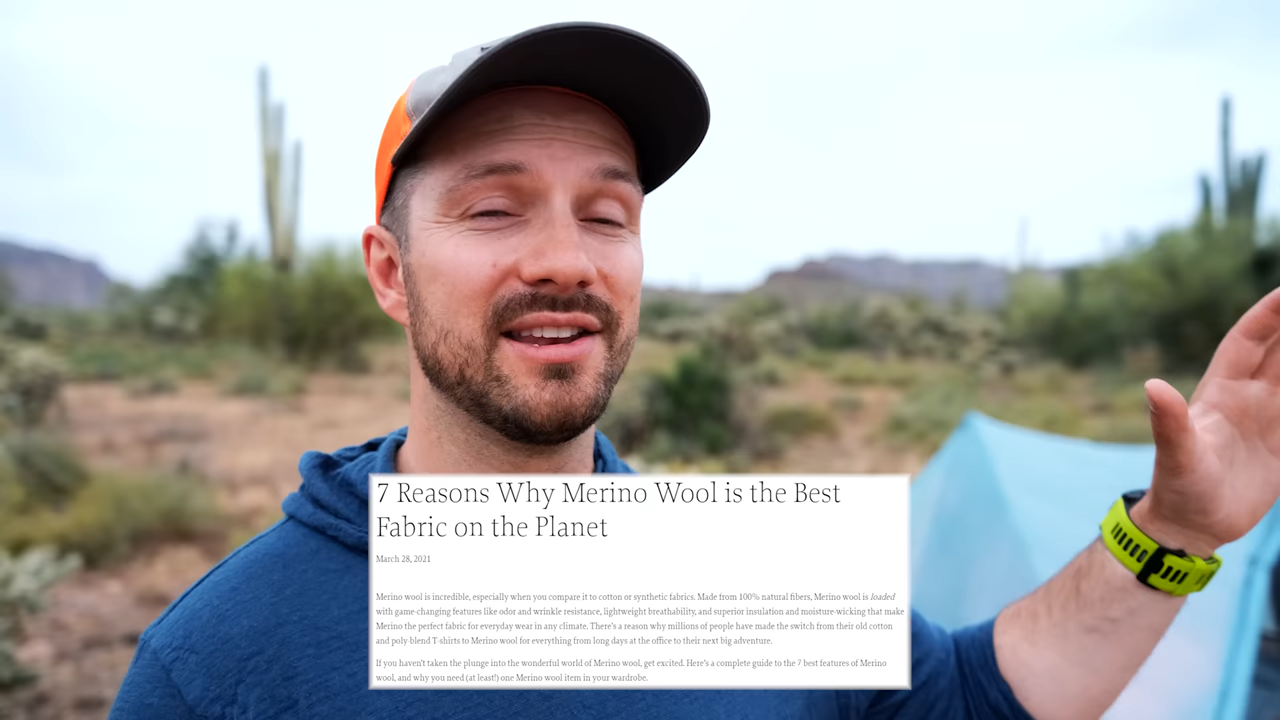 7 Reasons Why Merino Wool is the Best
Fabric on the Planet
March 28, 2021
Merino wool is incredible, especially when you compare it to cotton or synthetic fabrics. Made from 100% natural fibers, Merino wool is loaded
with game-changing features like odor and wrinkle resistance, lightweight breathability, and superior insulation and moisture-wicking that make
Merino the perfect fabric for everyday wear in any climate. There's a reason why millions of people have made the switch from their old cotton
and poly-blend T-shirts to Merino wool for everything from long days at the office to their next big adventure.
If you haven't taken the plunge into the wonderful world of Merino wool, get excited. Here's a complete guide to the 7 best features of Merino
wool, and why you need (at least!) one Merino wool item in your wardrobe.